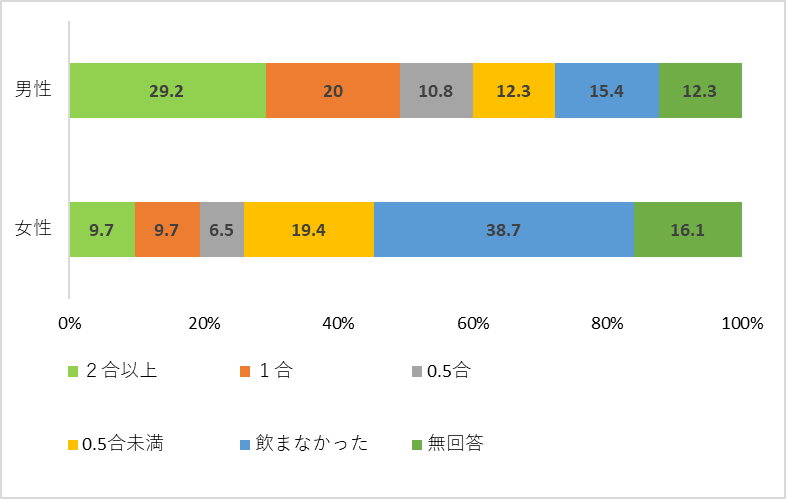 男性
29.2 20 10.8 12.3 15.4 12.3
女性
9.7 9.7 6.5 19.4 38.7 16.1
0% 20% 40% 60% 80% 100%
２合以上 １合 0.5合
0.5合未満 飲まなかった 無回答